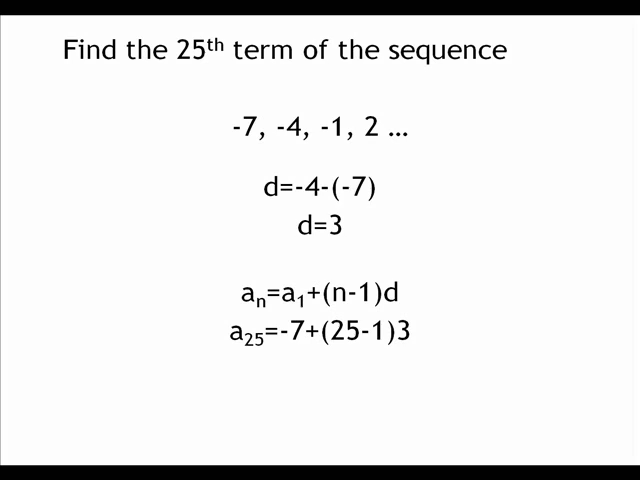 Find the 25th term of the sequence
-7, -4, -1, 2 ...
d=-4-(-7)
d=3
an=a1+(n-1)d
a25=-7+(25-1)3